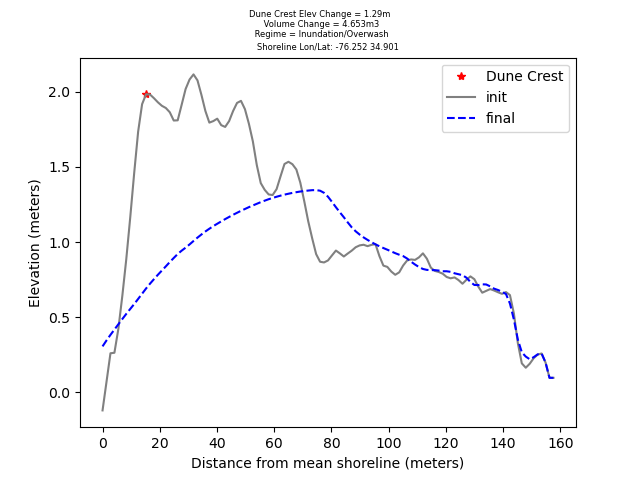 Dune Crest Elev Change = 1.29m
Volume Change = 4.653m3
Regime = Inundation/Overwash
Shoreline Lon/Lat: -76.252 34.901
Dune Crest
init
final
Elevation (meters)
2.0
1.5
1.0
0.5
0.0
0 20 40 60 80 100 120 140 160
Distance from mean shoreline (meters)